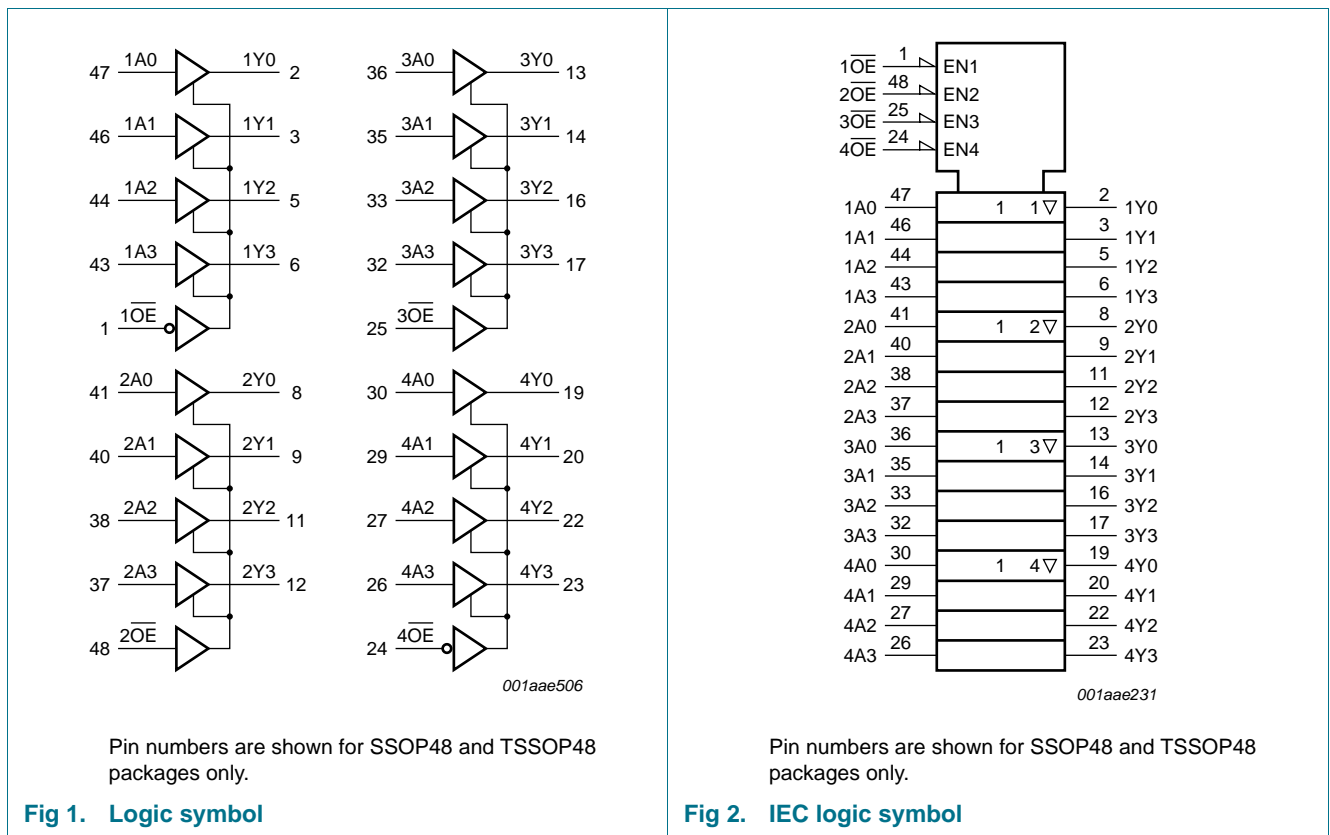 47 1A0 1Y0 2
46 1A1 1Y1 3
44 1A2 1Y2 5
43 1A3 1Y3 6
1 1O̅E̅
41 2A0 2Y0 8
40 2A1 2Y1 9
38 2A2 2Y2 11
37 2A3 2Y3 12
48 2O̅E̅
36 3A0 3Y0 13
35 3A1 3Y1 14
33 3A2 3Y2 16
32 3A3 3Y3 17
25 3O̅E̅
30 4A0 4Y0 19
29 4A1 4Y1 20
27 4A2 4Y2 22
26 4A3 4Y3 23
24 4O̅E̅
001aae506
Pin numbers are shown for SSOP48 and TSSOP48
packages only.
Fig 1. Logic symbol
1O̅E̅ 1 EN1
2O̅E̅ 48 EN2
3O̅E̅ 25 EN3
4O̅E̅ 24 EN4
1A0 47 1 1▽ 2 1Y0
1A1 46 3 1Y1
1A2 44 5 1Y2
1A3 43 6 1Y3
2A0 41 1 2▽ 8 2Y0
2A1 40 9 2Y1
2A2 38 11 2Y2
2A3 37 12 2Y3
3A0 36 1 3▽ 13 3Y0
3A1 35 14 3Y1
3A2 33 16 3Y2
3A3 32 17 3Y3
4A0 30 1 4▽ 19 4Y0
4A1 29 20 4Y1
4A2 27 22 4Y2
4A3 26 23 4Y3
001aae231
Pin numbers are shown for SSOP48 and TSSOP48
packages only.
Fig 2. IEC logic symbol